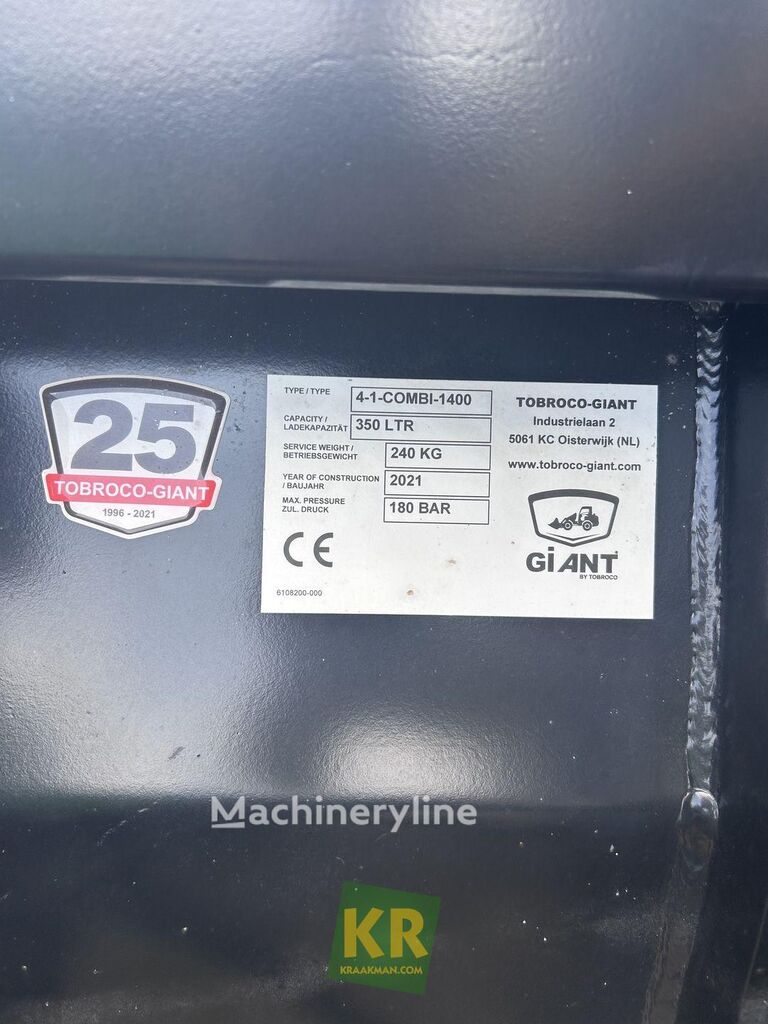 25
TOBROCO-GIANT
1996 - 2021
TYPE / TYPE 4-1-COMBI-1400
CAPACITY /
LADEKAPAZITÄT 350 LTR
SERVICE WEIGHT /
BETRIEBSGEWICHT 240 KG
YEAR OF CONSTRUCTION
/ BAUJAHR 2021
MAX. PRESSURE
ZUL. DRUCK 180 BAR
CE
6108200-000
TOBROCO-GIANT
Industrielaan 2
5061 KC Oisterwijk (NL)
www.tobroco-giant.com
GiANT
BY TOBROCO
Machineryline
KR
KRAAKMAN.COM